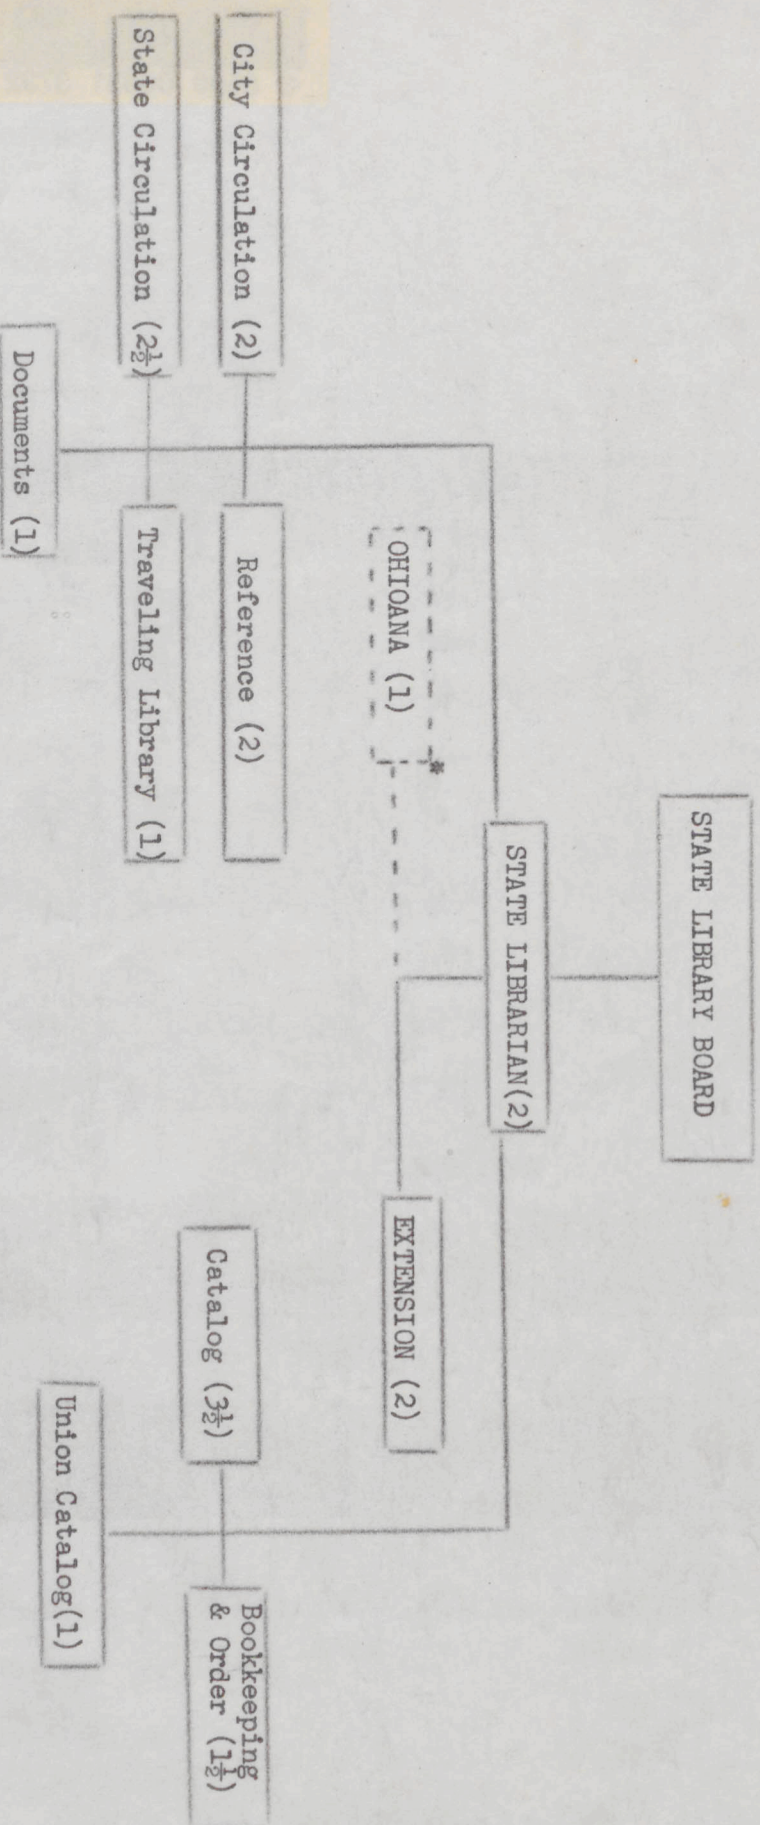 STATE LIBRARY BOARD
STATE LIBRARIAN(2)
OHIOANA (1)
*
EXTENSION (2)
City Circulation (2)
Reference (2)
State Circulation (2½)
Traveling Library (1)
Documents (1)
Catalog (3½)
Bookkeeping
& Order (1½)
Union Catalog(1)